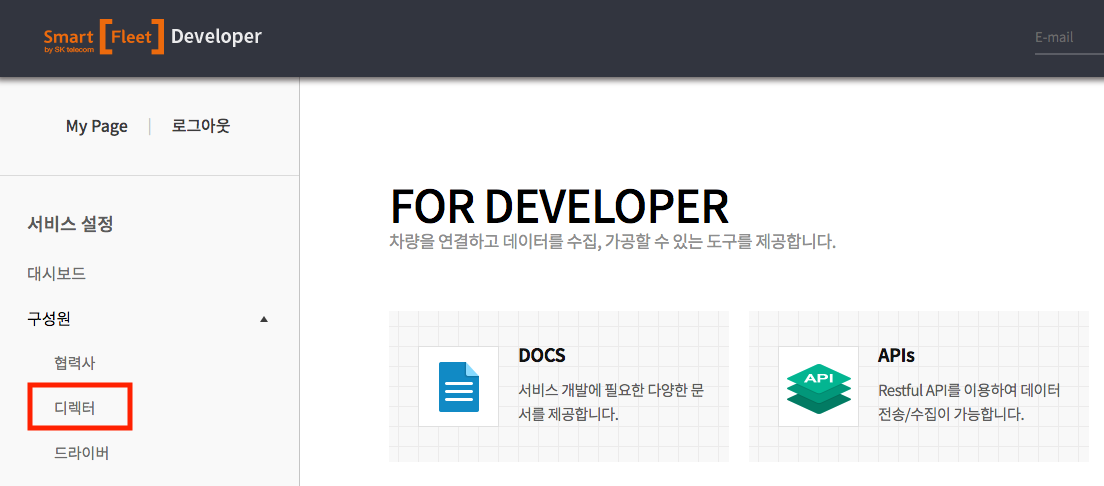 Smart [Fleet] Developer
by SK telecom
E-mail
My Page | 로그아웃
서비스 설정
대시보드
구성원 ▲
협력사
디렉터
드라이버
FOR DEVELOPER
차량을 연결하고 데이터를 수집, 가공할 수 있는 도구를 제공합니다.
DOCS
서비스 개발에 필요한 다양한 문
서를 제공합니다.
API
APIs
Restful API를 이용하여 데이터
전송/수집이 가능합니다.